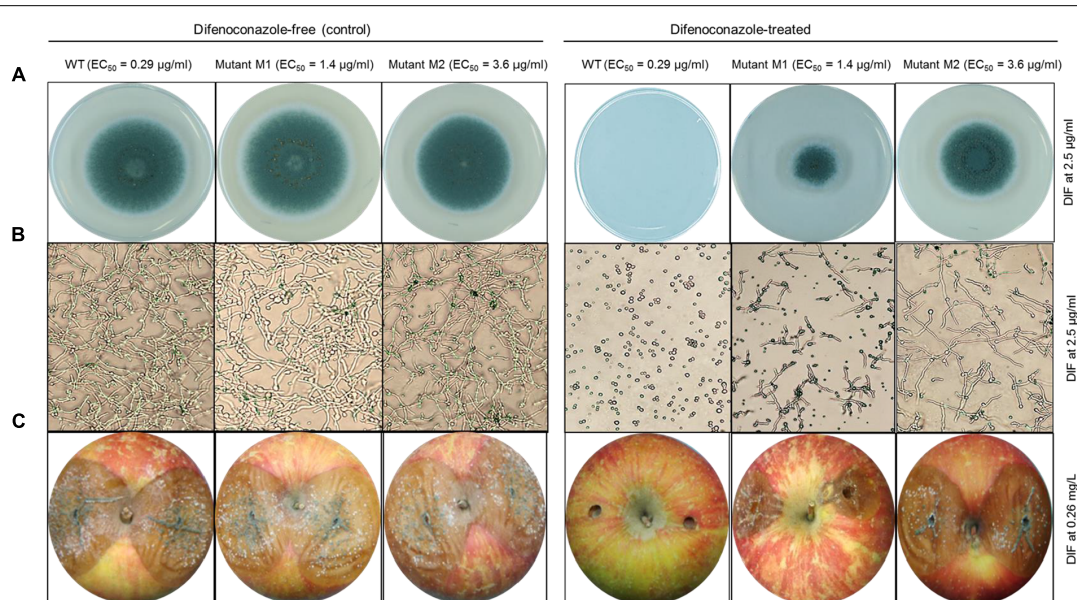 Difenoconazole-free (control)
Difenoconazole-treated
WT (EC50 = 0.29 µg/ml)
Mutant M1 (EC50 = 1.4 µg/ml)
Mutant M2 (EC50 = 3.6 µg/ml)
WT (EC50 = 0.29 µg/ml)
Mutant M1 (EC50 = 1.4 µg/ml)
Mutant M2 (EC50 = 3.6 µg/ml)
A
DIF at 2.5 µg/ml
B
DIF at 2.5 µg/ml
C
DIF at 0.26 mg/L